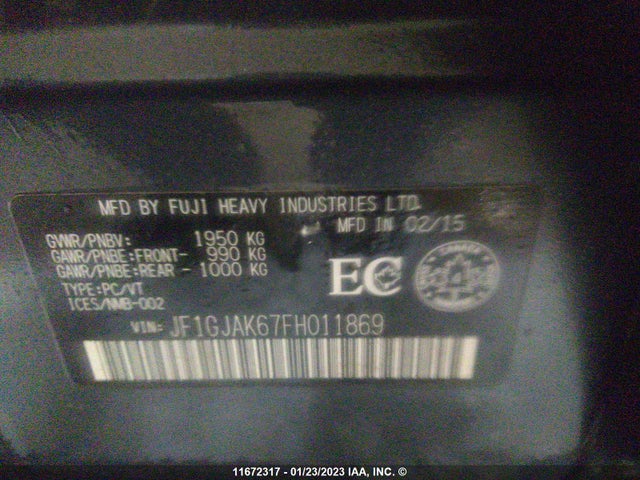 MFD BY FUJI HEAVY INDUSTRIES LTD.
MFD IN 02/15
GVWR/PNBV: 1950 KG
GAWR/PNBE:FRONT- 990 KG
GAWR/PNBE:REAR - 1000 KG
TYPE:PC/VT
ICES/NMB-002
EC
VIN: JF1GJAK67FH011869
11672317 - 01/23/2023 IAA, INC. ©